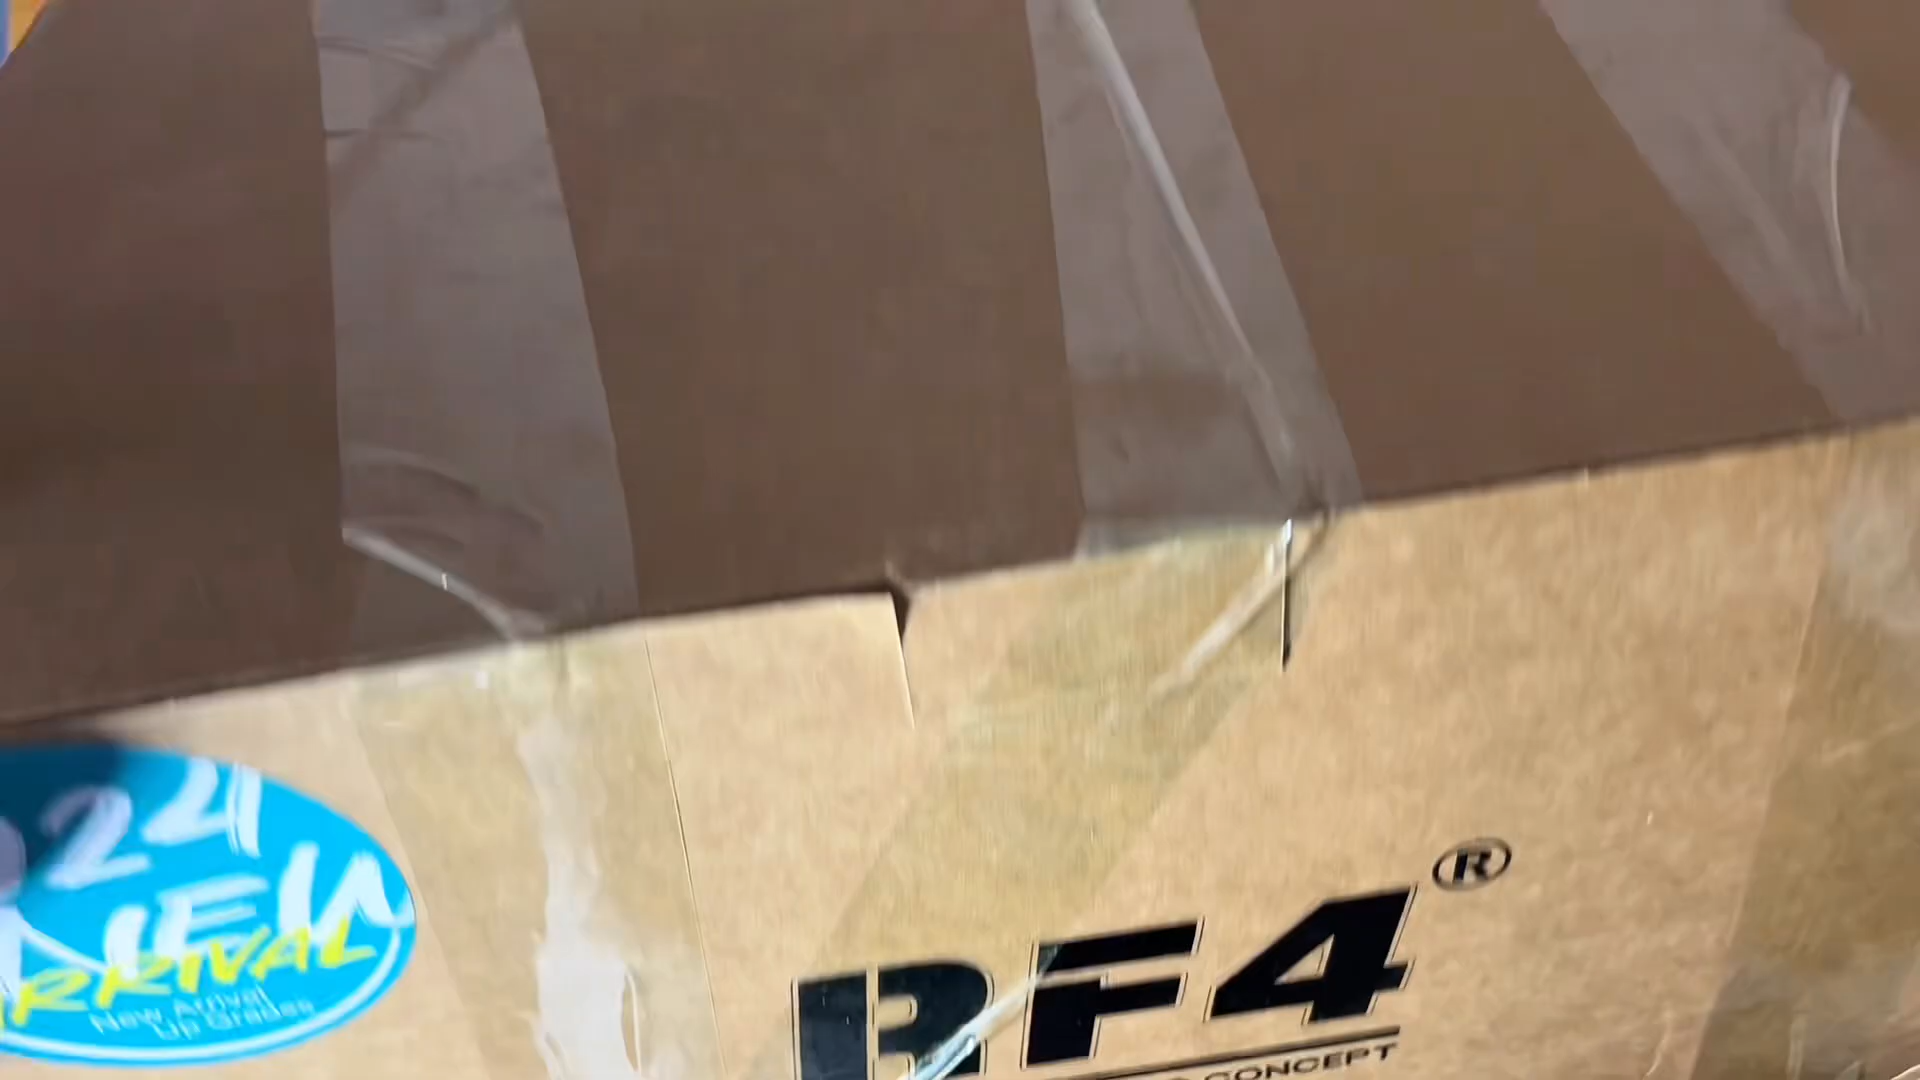 24
NEW
ARRIVAL
New Arrival
Up Grades
RF4®
CONCEPT